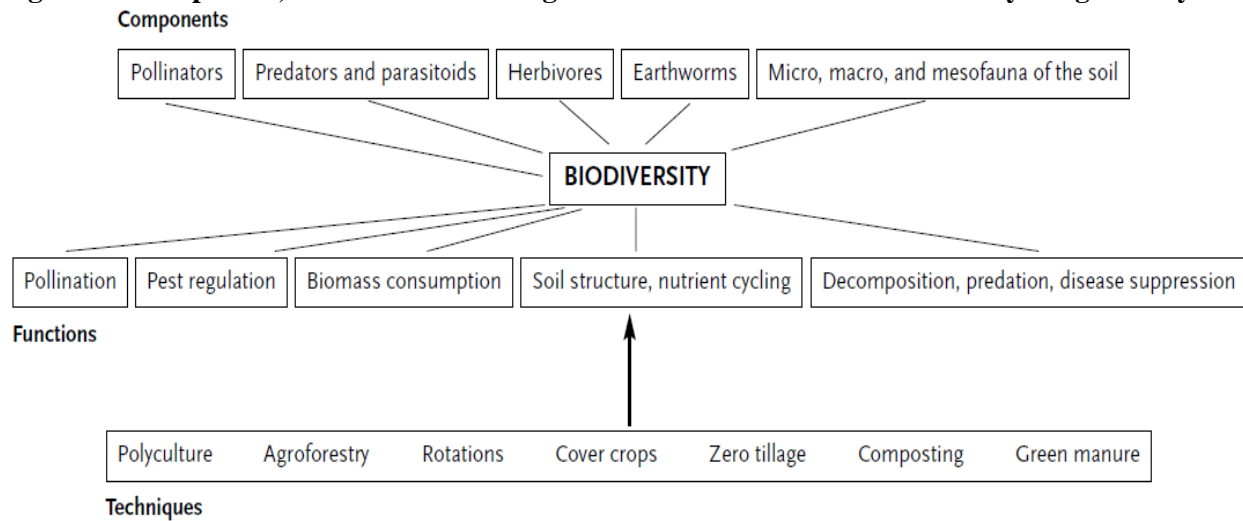 Components
Pollinators
Predators and parasitoids
Herbivores
Earthworms
Micro, macro, and mesofauna of the soil
BIODIVERSITY
Pollination
Pest regulation
Biomass consumption
Soil structure, nutrient cycling
Decomposition, predation, disease suppression
Functions
Polyculture
Agroforestry
Rotations
Cover crops
Zero tillage
Composting
Green manure
Techniques